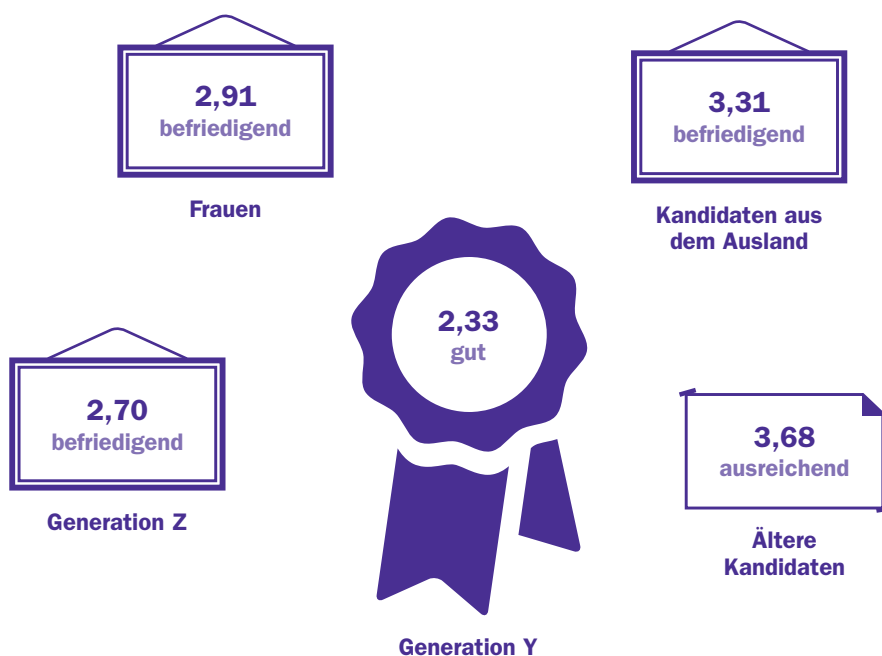 2,91
befriedigend
Frauen
3,31
befriedigend
Kandidaten aus
dem Ausland
2,33
gut
Generation Y
2,70
befriedigend
Generation Z
3,68
ausreichend
Ältere
Kandidaten